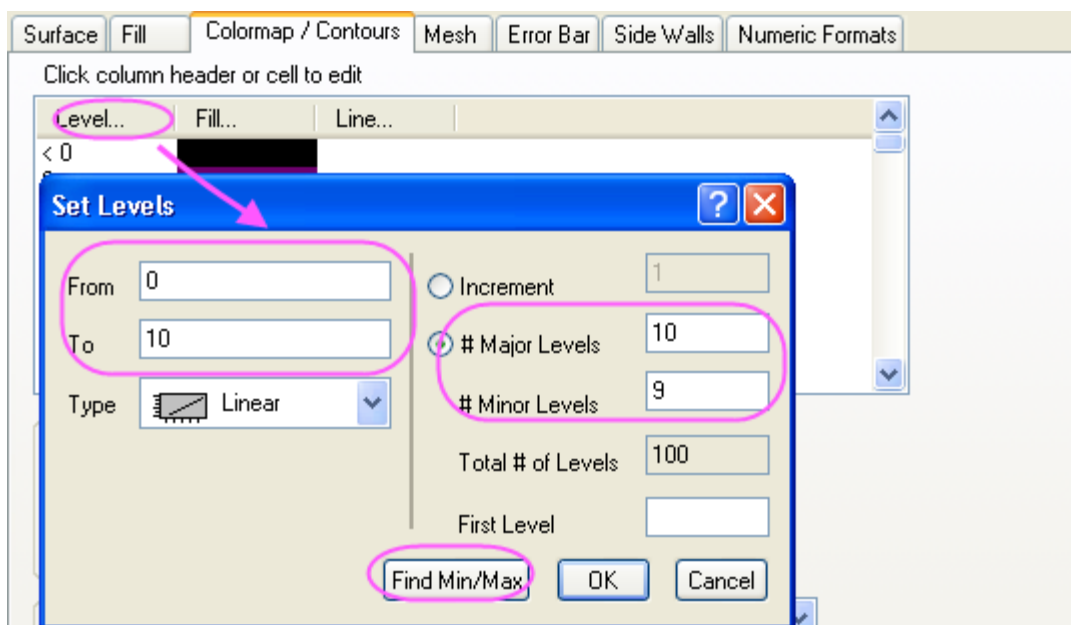 Surface Fill Colormap / Contours Mesh Error Bar Side Walls Numeric Formats
Click column header or cell to edit
Level... Fill... Line...
< 0
Set Levels
From 0
To 10
Type Linear
Increment 1
# Major Levels 10
# Minor Levels 9
Total # of Levels 100
First Level
Find Min/Max OK Cancel